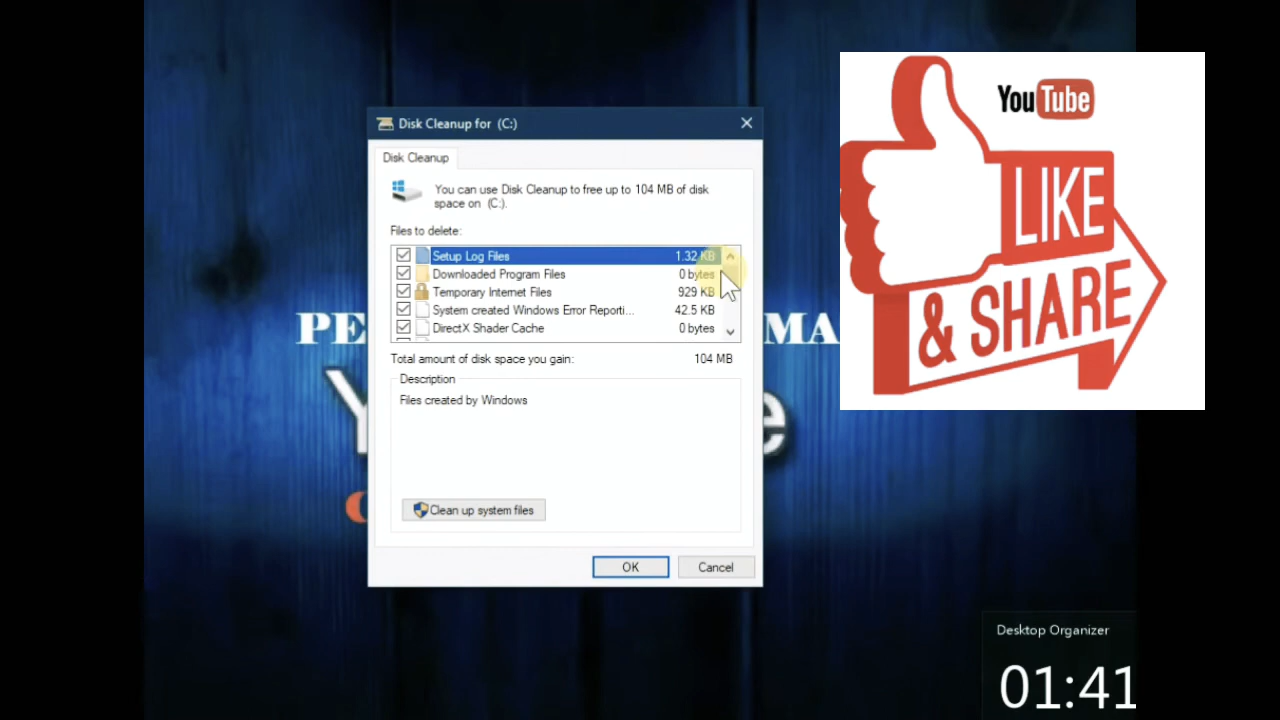 Disk Cleanup for (C:)
Disk Cleanup
You can use Disk Cleanup to free up to 104 MB of disk
space on (C:).
Files to delete:
Setup Log Files 1.32 KB
Downloaded Program Files 0 bytes
Temporary Internet Files 929 KB
System created Windows Error Reporti... 42.5 KB
DirectX Shader Cache 0 bytes
Total amount of disk space you gain: 104 MB
Description
Files created by Windows
Clean up system files
OK Cancel
PE MA
Y e
YouTube
LIKE
& SHARE
Desktop Organizer
01:41